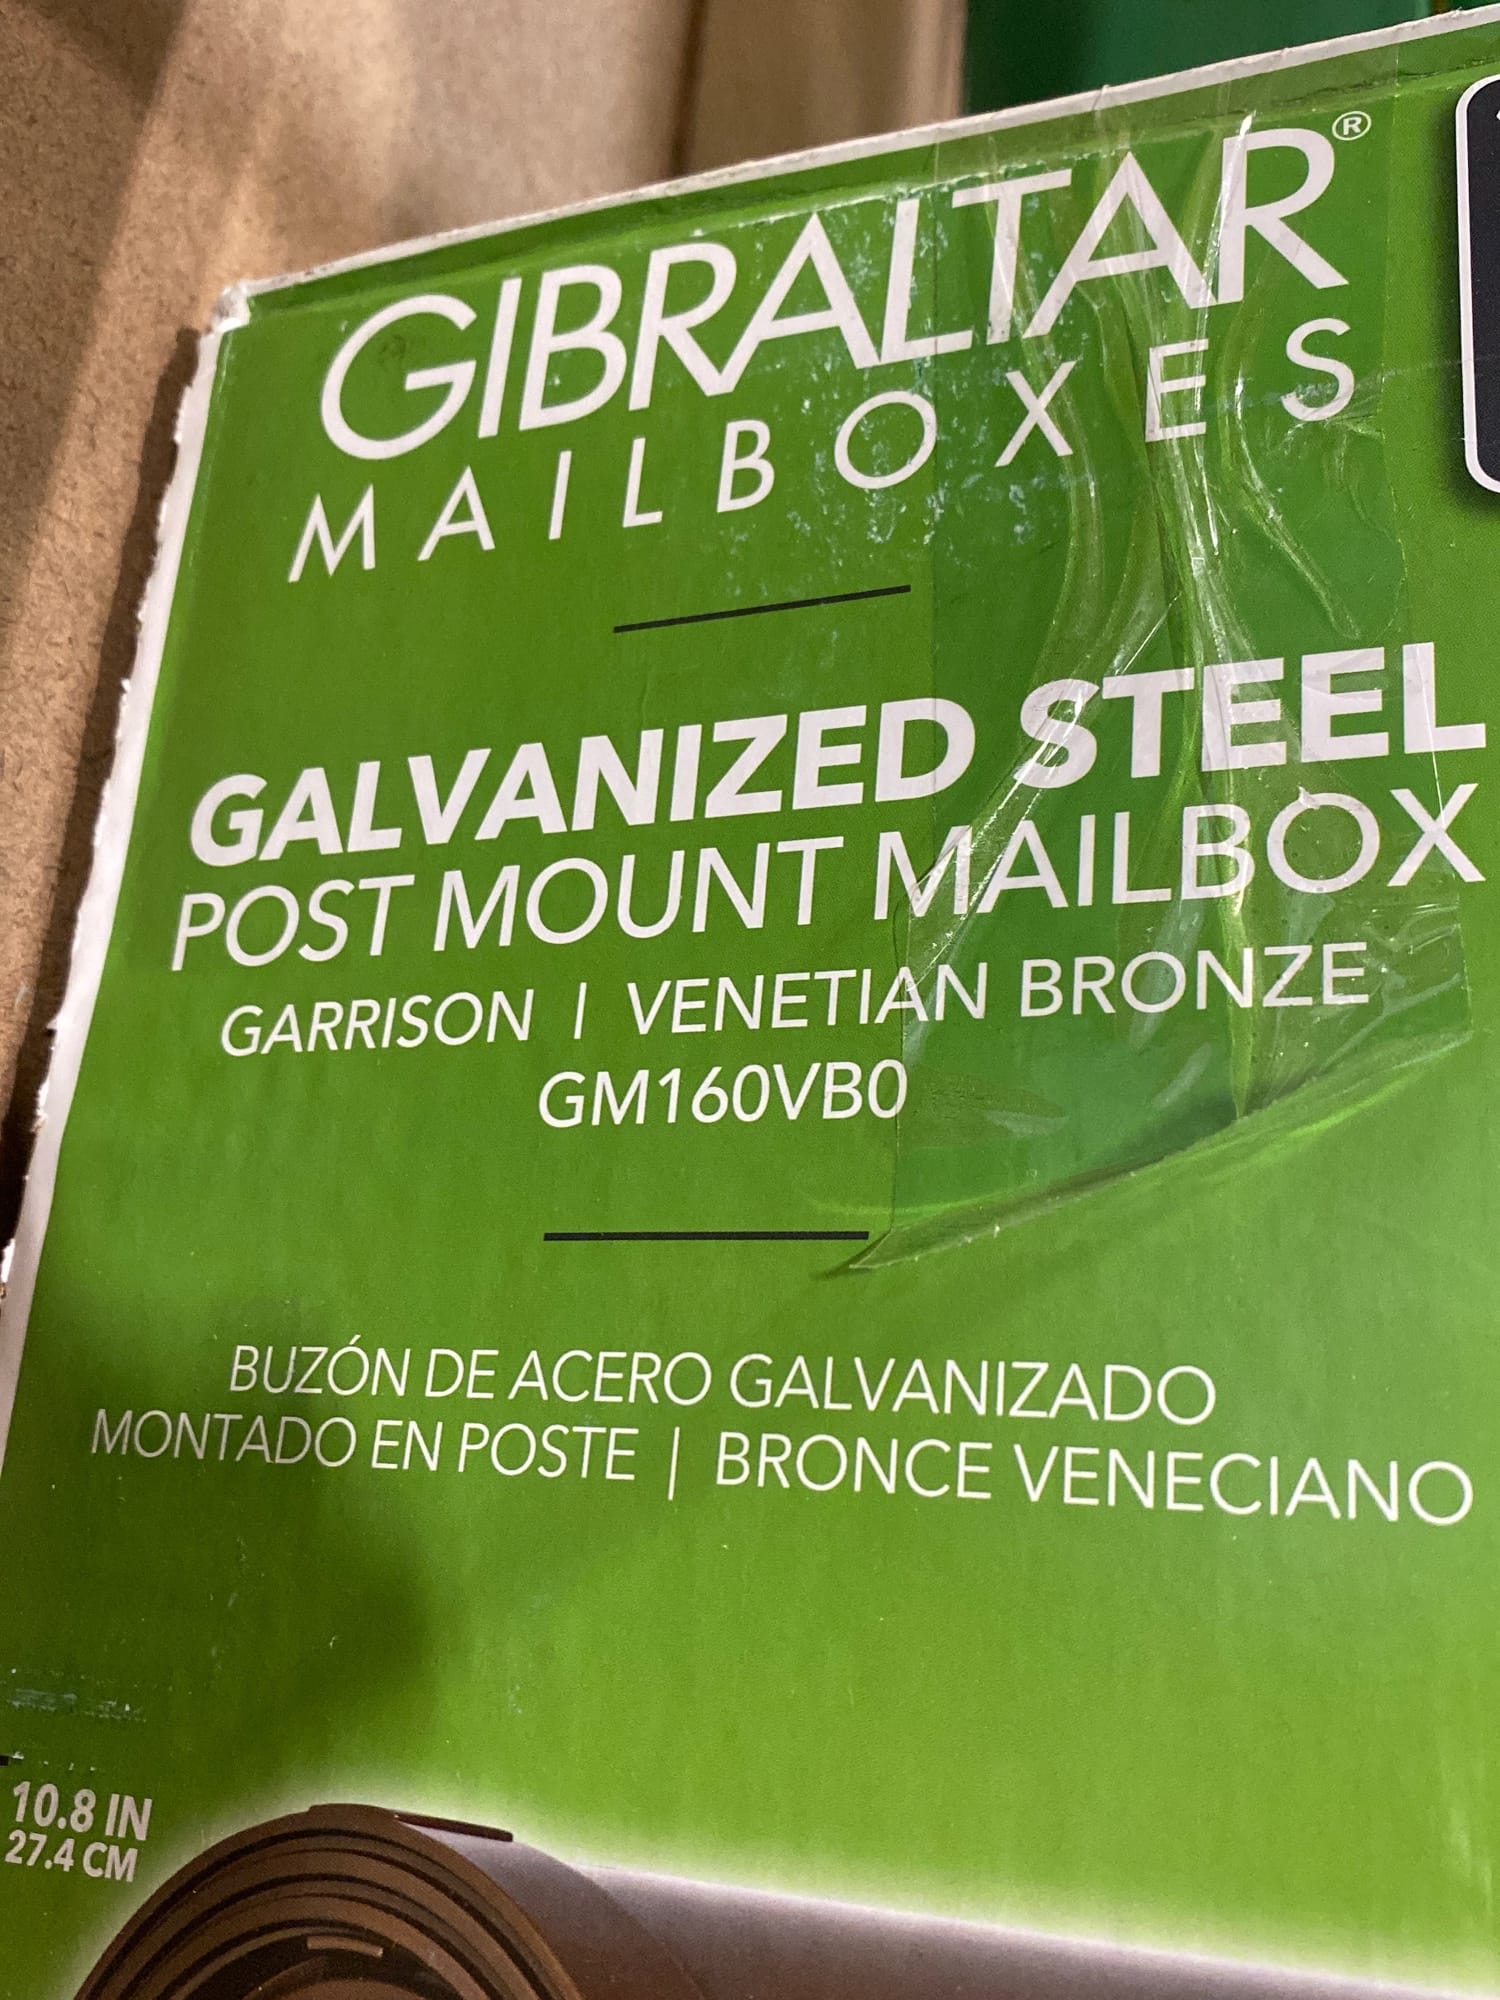 GIBRALTAR®
MAILBOXES
GALVANIZED STEEL
POST MOUNT MAILBOX
GARRISON | VENETIAN BRONZE
GM160VB0
BUZÓN DE ACERO GALVANIZADO
MONTADO EN POSTE | BRONCE VENECIANO
10.8 IN
27.4 CM